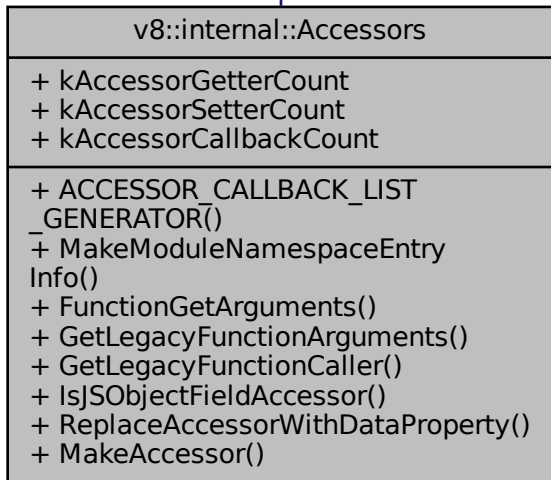 v8::internal::Accessors
+ kAccessorGetterCount
+ kAccessorSetterCount
+ kAccessorCallbackCount
+ ACCESSOR_CALLBACK_LIST
_GENERATOR()
+ MakeModuleNamespaceEntry
Info()
+ FunctionGetArguments()
+ GetLegacyFunctionArguments()
+ GetLegacyFunctionCaller()
+ IsJSObjectFieldAccessor()
+ ReplaceAccessorWithDataProperty()
+ MakeAccessor()